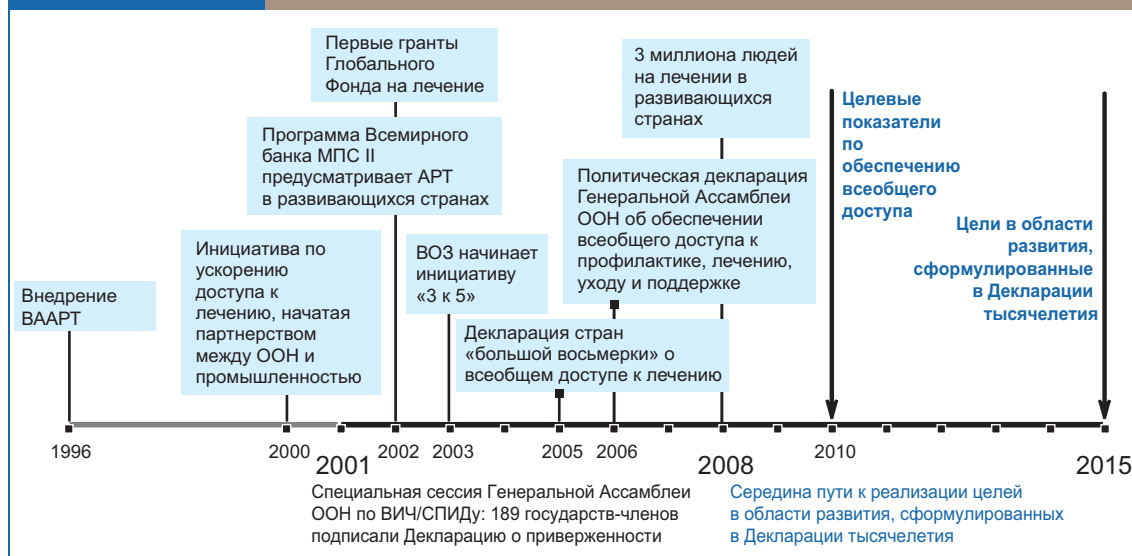 Первые гранты
Глобального
Фонда на лечение
3 миллиона людей
на лечении в
развивающихся
странах
Целевые
показатели
по
обеспечению
всеобщего
доступа
Программа Всемирного
банка МПС II
предусматривает АРТ
в развивающихся странах
Политическая декларация
Генеральной Ассамблеи
ООН об обеспечении
всеобщего доступа к
профилактике, лечению,
уходу и поддержке
Цели в области
развития,
сформулированные
в Декларации
тысячелетия
Инициатива по
ускорению
доступа к
лечению, начатая
партнерством
между ООН и
промышленностью
ВОЗ начинает
инициативу
«3 к 5»
Внедрение
ВААРТ
Декларация стран
«большой восьмерки» о
всеобщем доступе к лечению
1996
2000
2001
2002
2003
2005
2006
2008
2010
2015
Специальная сессия Генеральной Ассамблеи
ООН по ВИЧ/СПИДу: 189 государств-членов
подписали Декларацию о приверженности
Середина пути к реализации целей
в области развития, сформулированных
в Декларации тысячелетия